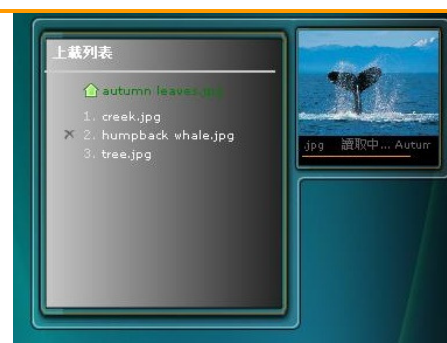 上載列表
autumn leaves.jpg
1. creek.jpg
2. humpback whale.jpg
3. tree.jpg
.jpg 讀取中... Autum